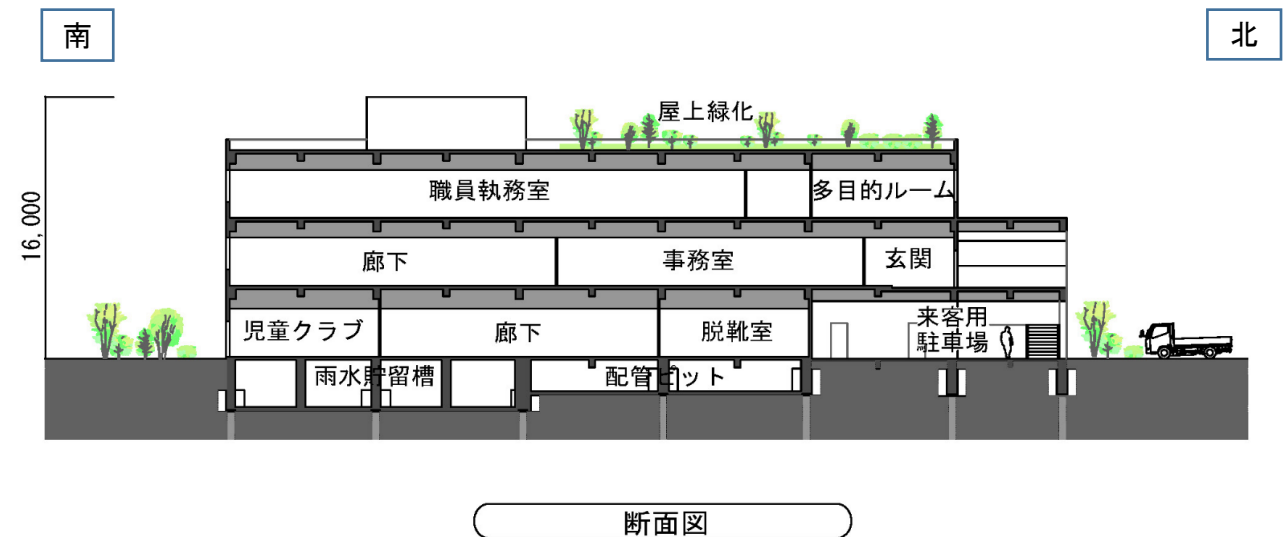 南
北
屋上緑化
16,000
職員執務室
多目的ルーム
廊下
事務室
玄関
児童クラブ
廊下
脱靴室
来客用
駐車場
雨水貯留槽
配管ピット
断面図